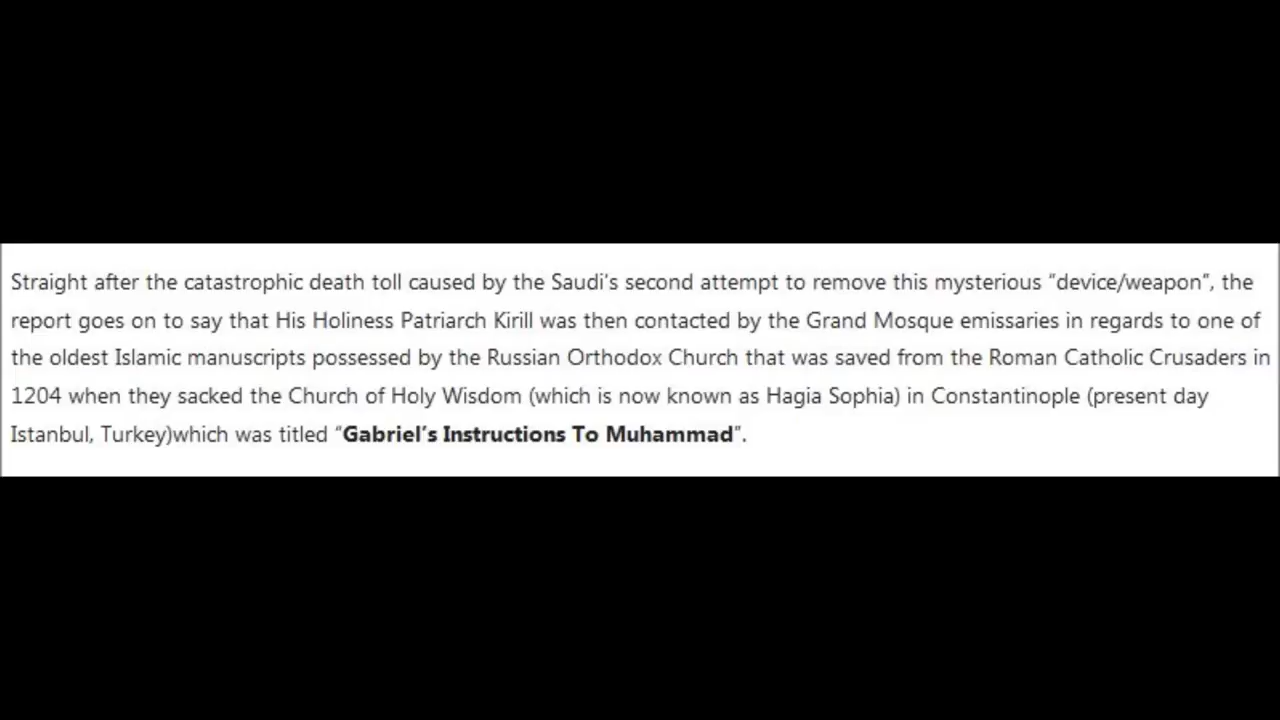 Straight after the catastrophic death toll caused by the Saudi's second attempt to remove this mysterious “device/weapon”, the
report goes on to say that His Holiness Patriarch Kirill was then contacted by the Grand Mosque emissaries in regards to one of
the oldest Islamic manuscripts possessed by the Russian Orthodox Church that was saved from the Roman Catholic Crusaders in
1204 when they sacked the Church of Holy Wisdom (which is now known as Hagia Sophia) in Constantinople (present day
Istanbul, Turkey)which was titled “Gabriel's Instructions To Muhammad”.